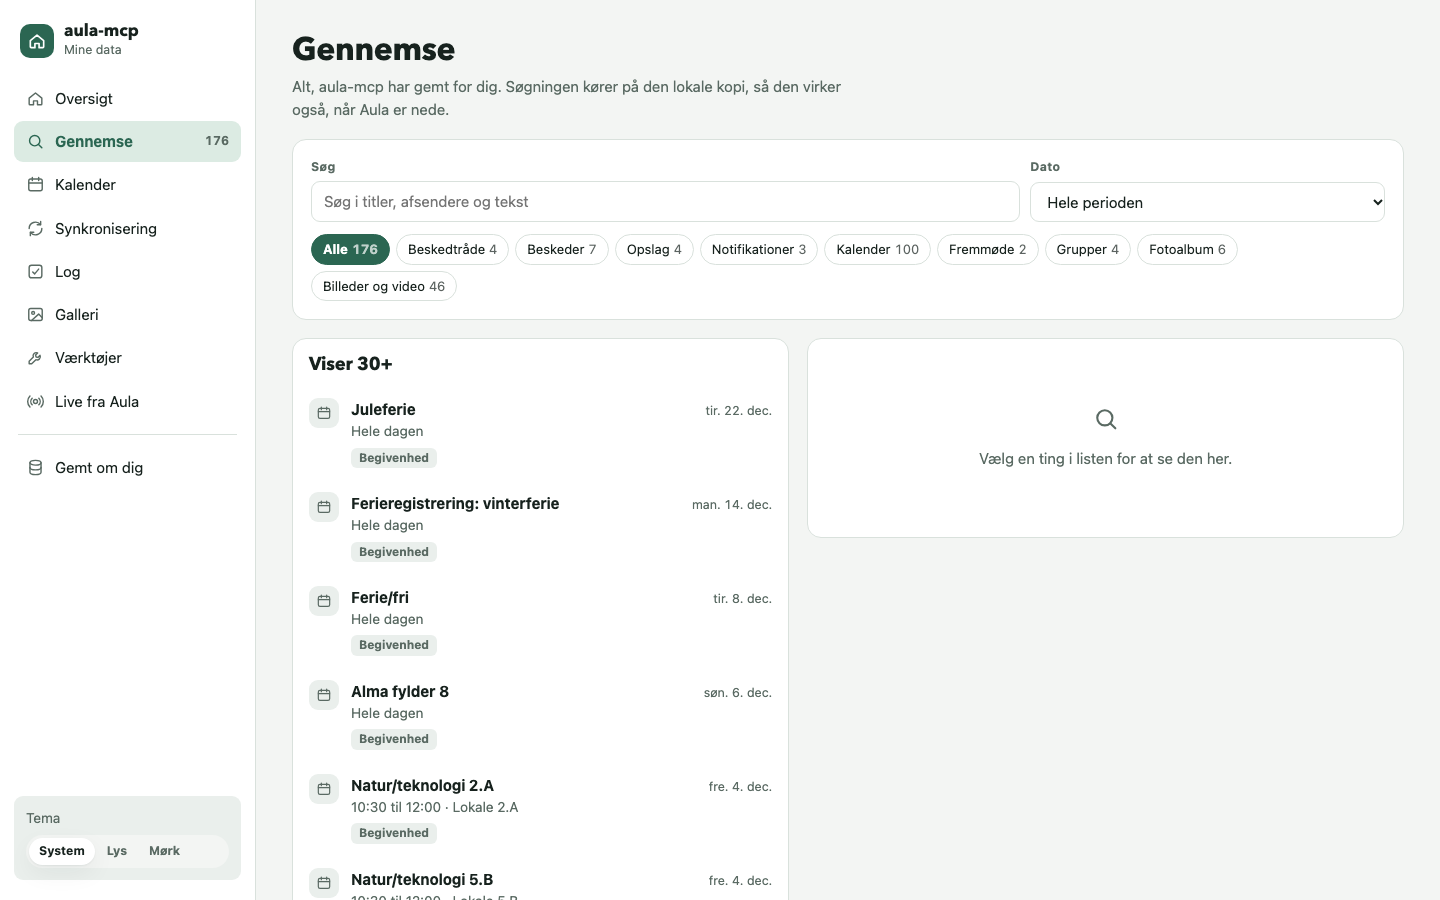 aula-mcp
Mine data
Oversigt
Gennemse 176
Kalender
Synkronisering
Log
Galleri
Værktøjer
Live fra Aula
Gemt om dig
Tema
System Lys Mørk
Gennemse
Alt, aula-mcp har gemt for dig. Søgningen kører på den lokale kopi, så den virker
også, når Aula er nede.
Søg
Søg i titler, afsendere og tekst
Dato
Hele perioden
Alle 176 Beskedtråde 4 Beskeder 7 Opslag 4 Notifikationer 3 Kalender 100 Fremmøde 2 Grupper 4 Fotoalbum 6
Billeder og video 46
Viser 30+
Juleferie tir. 22. dec.
Hele dagen
Begivenhed
Ferieregistrering: vinterferie man. 14. dec.
Hele dagen
Begivenhed
Ferie/fri tir. 8. dec.
Hele dagen
Begivenhed
Alma fylder 8 søn. 6. dec.
Hele dagen
Begivenhed
Natur/teknologi 2.A fre. 4. dec.
10:30 til 12:00 · Lokale 2.A
Begivenhed
Natur/teknologi 5.B fre. 4. dec.
10:30 til 12:00 · Lokale 5.B
Vælg en ting i listen for at se den her.